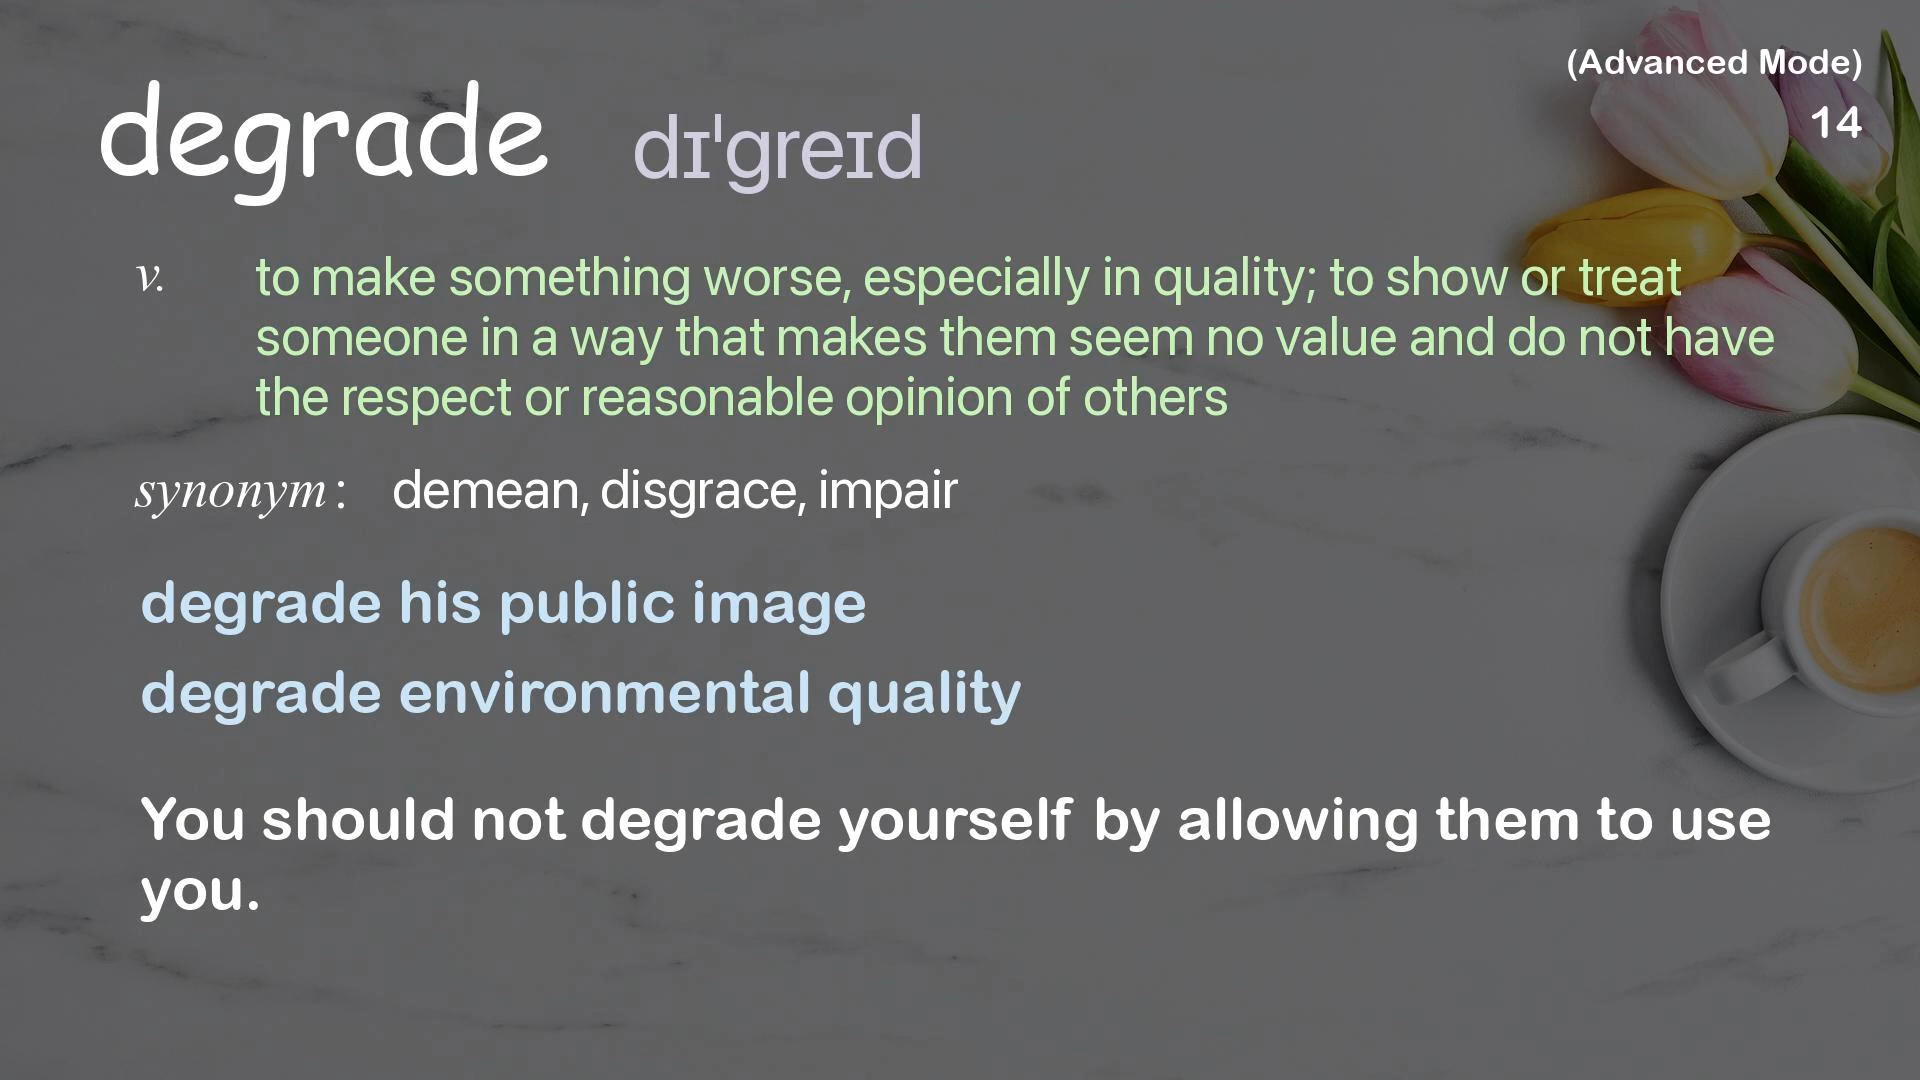 (Advanced Mode)
14
degrade dɪˈgreɪd
v. to make something worse, especially in quality; to show or treat
someone in a way that makes them seem no value and do not have
the respect or reasonable opinion of others
synonym: demean, disgrace, impair
degrade his public image
degrade environmental quality
You should not degrade yourself by allowing them to use
you.